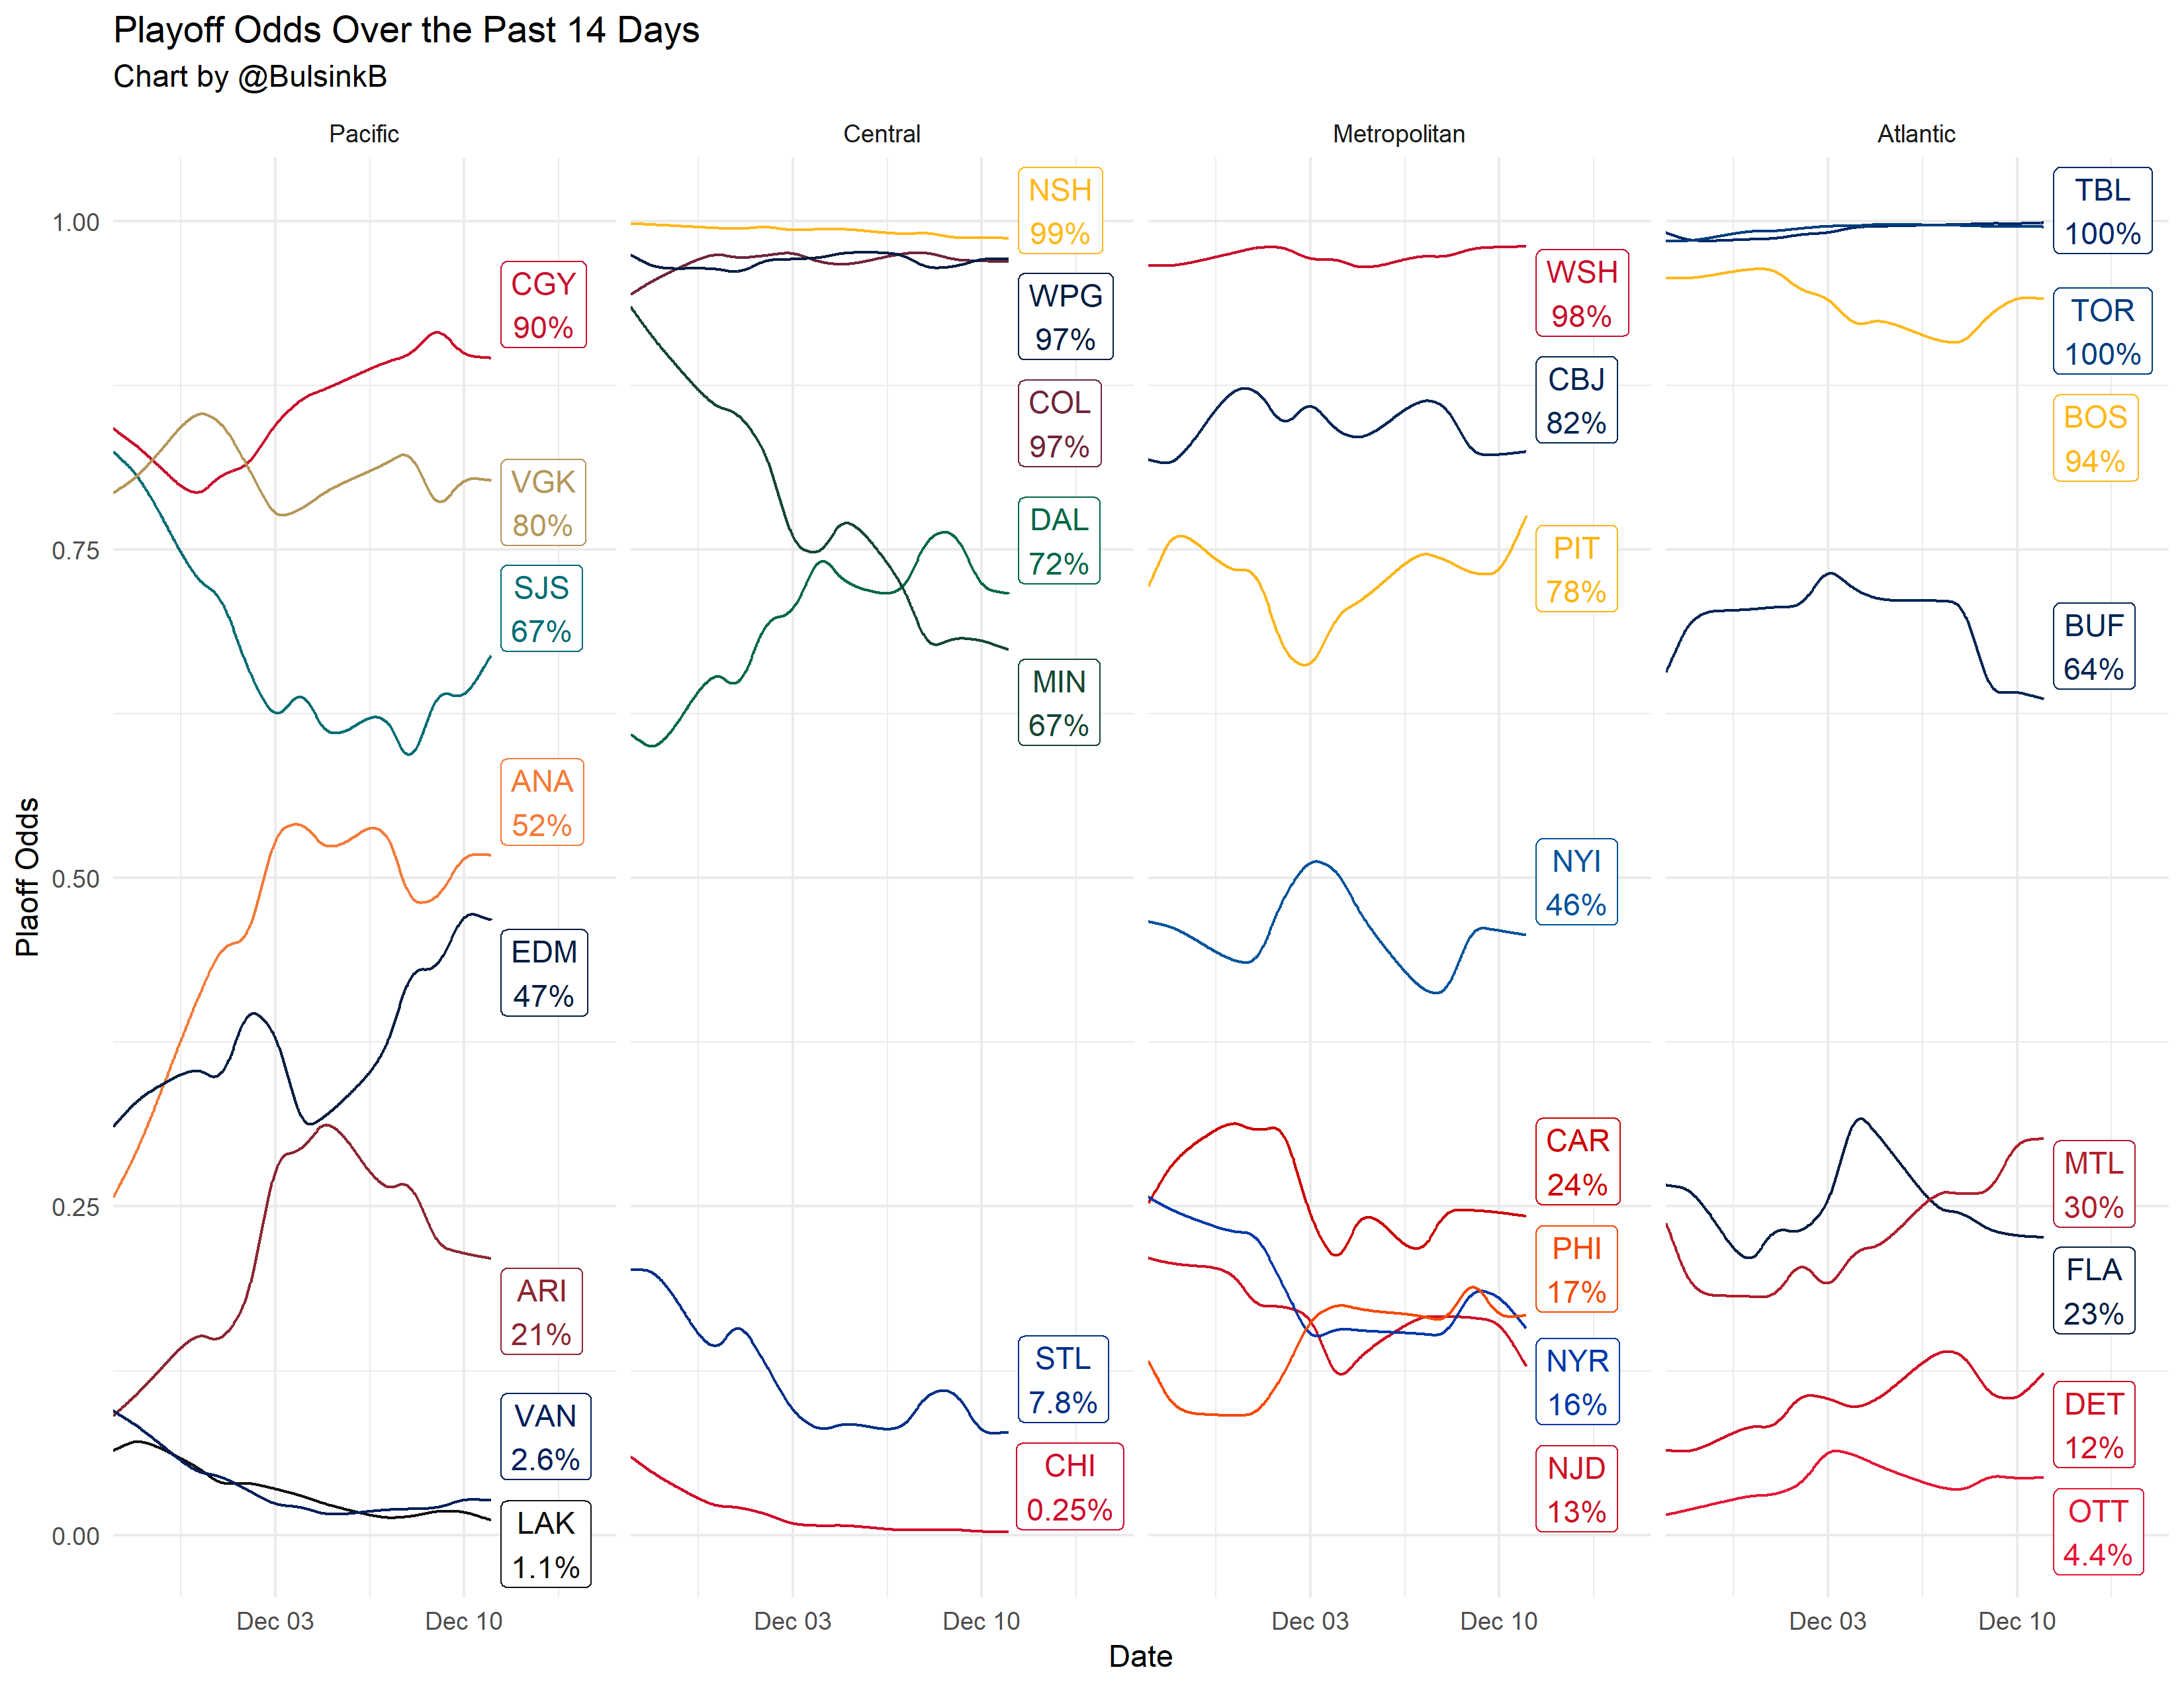 Playoff Odds Over the Past 14 Days
Chart by @BulsinkB
Pacific
Central
Metropolitan
Atlantic
Plaoff Odds
1.00
0.75
0.50
0.25
0.00
CGY
90%
VGK
80%
SJS
67%
ANA
52%
EDM
47%
ARI
21%
VAN
2.6%
LAK
1.1%
NSH
99%
WPG
97%
COL
97%
DAL
72%
MIN
67%
STL
7.8%
CHI
0.25%
WSH
98%
CBJ
82%
PIT
78%
NYI
46%
CAR
24%
PHI
17%
NYR
16%
NJD
13%
TBL
100%
TOR
100%
BOS
94%
BUF
64%
MTL
30%
FLA
23%
DET
12%
OTT
4.4%
Dec 03 Dec 10 Dec 03 Dec 10 Dec 03 Dec 10 Dec 03 Dec 10
Date